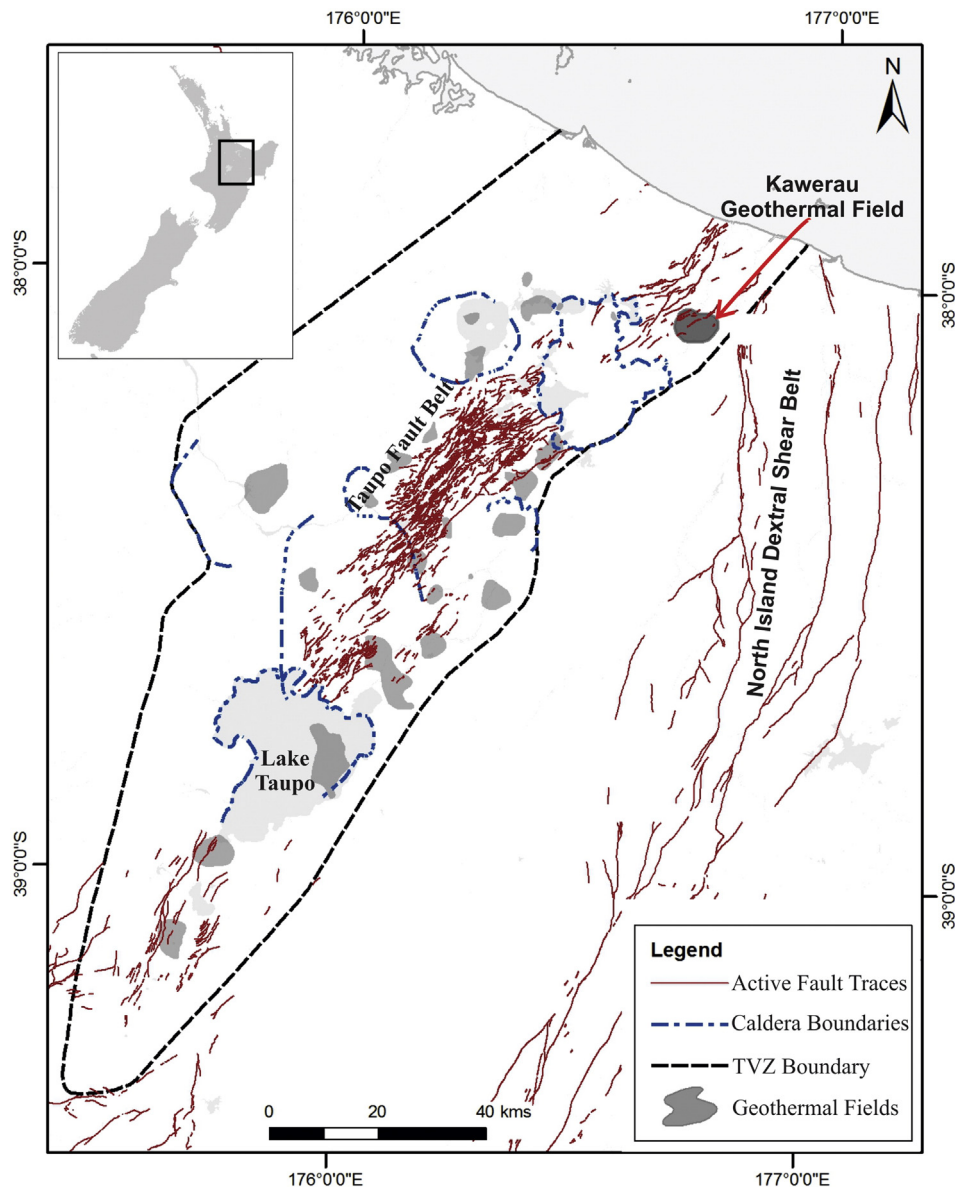 176°0'0"E
177°0'0"E
N
Kawerau
Geothermal Field
38°0'0"S
38°0'0"S
Taupo Fault Belt
North Island Dextral Shear Belt
Lake
Taupo
39°0'0"S
39°0'0"S
Legend
Active Fault Traces
Caldera Boundaries
TVZ Boundary
Geothermal Fields
0 20 40 kms
176°0'0"E
177°0'0"E